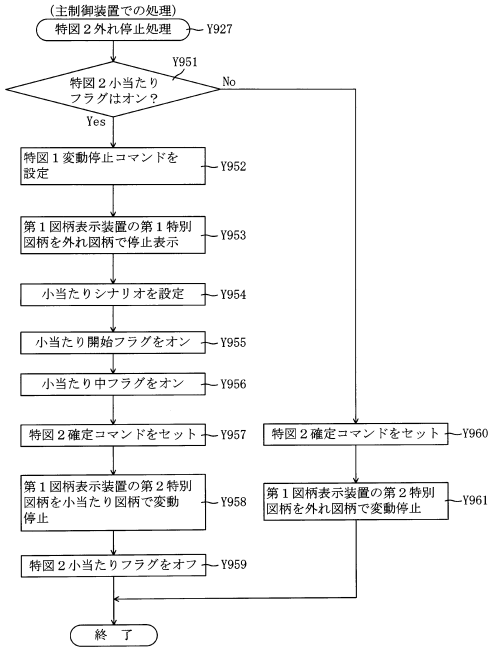 (主制御装置での処理)
特図２外れ停止処理
Y927
Y951
特図２小当たり
フラグはオン？
No
Yes
特図１変動停止コマンドを
設定
Y952
第１図柄表示装置の第１特別
図柄を外れ図柄で停止表示
Y953
小当たりシナリオを設定
Y954
小当たり開始フラグをオン
Y955
小当たり中フラグをオン
Y956
特図２確定コマンドをセット
Y957
特図２確定コマンドをセット
Y960
第１図柄表示装置の第２特別
図柄を小当たり図柄で変動
停止
Y958
第１図柄表示装置の第２特別
図柄を外れ図柄で変動停止
Y961
特図２小当たりフラグをオフ
Y959
終 了